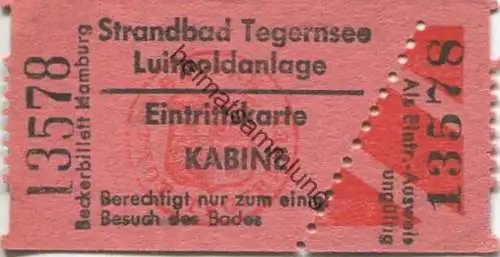 13578
Beckerbillett Hamburg
Strandbad Tegernsee
Luitpoldanlage
Eintrittskarte
KABINE
Berechtigt nur zum einm
Besuch des Bades
Als Eintr.-Ausweis
ungültig
13578
heimatsammlung